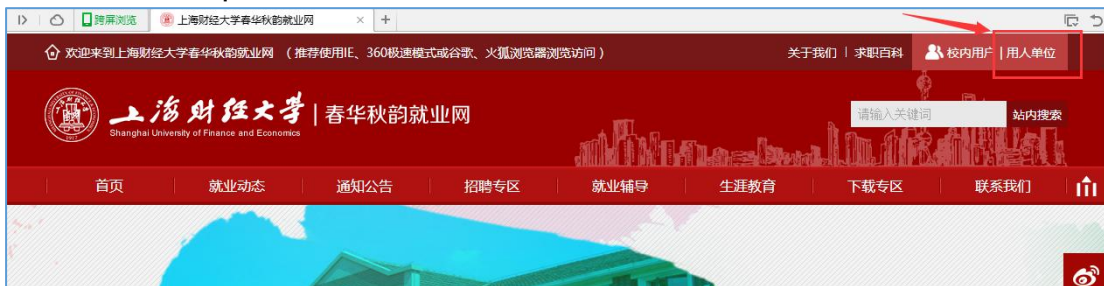 跨屏浏览 上海财经大学春华秋韵就业网 × +
欢迎来到上海财经大学春华秋韵就业网 （推荐使用IE、360极速模式或谷歌、火狐浏览器浏览访问） 关于我们 | 求职百科 校内用户 | 用人单位
上海财经大学 | 春华秋韵就业网 请输入关键词 站内搜索
Shanghai University of Finance and Economics
首页 就业动态 通知公告 招聘专区 就业辅导 生涯教育 下载专区 联系我们